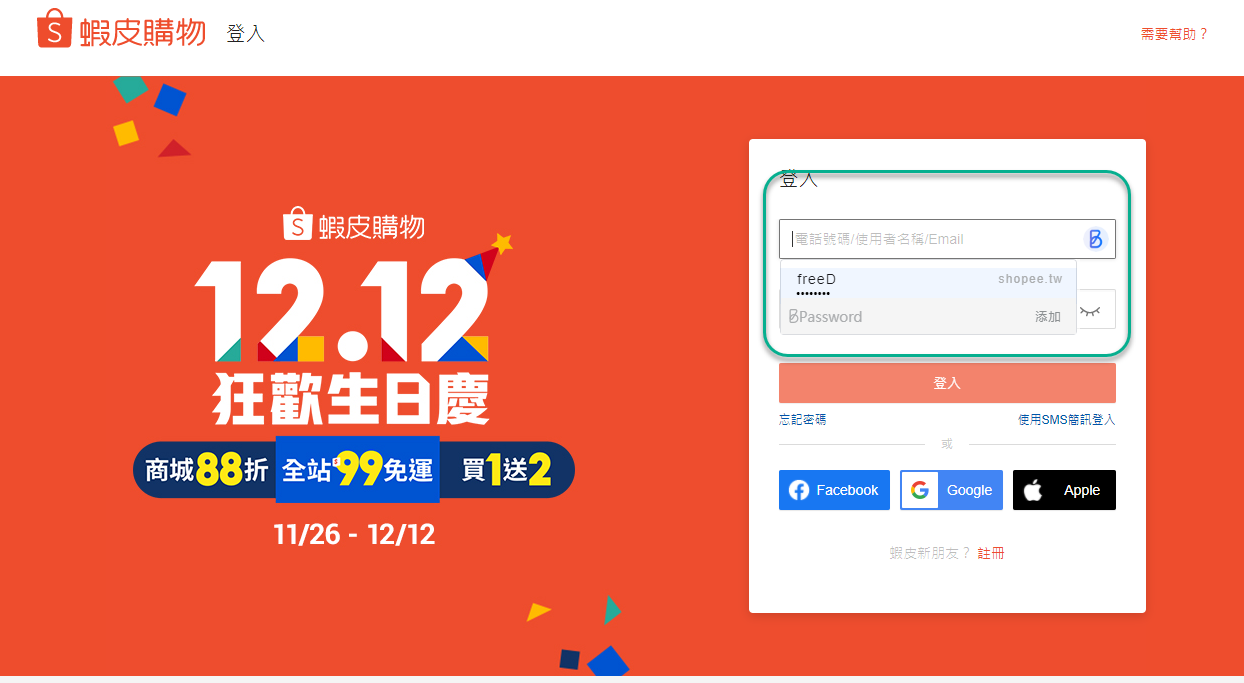 蝦皮購物 登入
需要幫助？
蝦皮購物
12.12
狂歡生日慶
商城88折 全站$99免運 買1送2
11/26 - 12/12
登入
電話號碼/使用者名稱/Email
freeD shopee.tw
••••••••
BPassword 添加
登入
忘記密碼 使用SMS簡訊登入
或
Facebook Google Apple
蝦皮新朋友？ 註冊